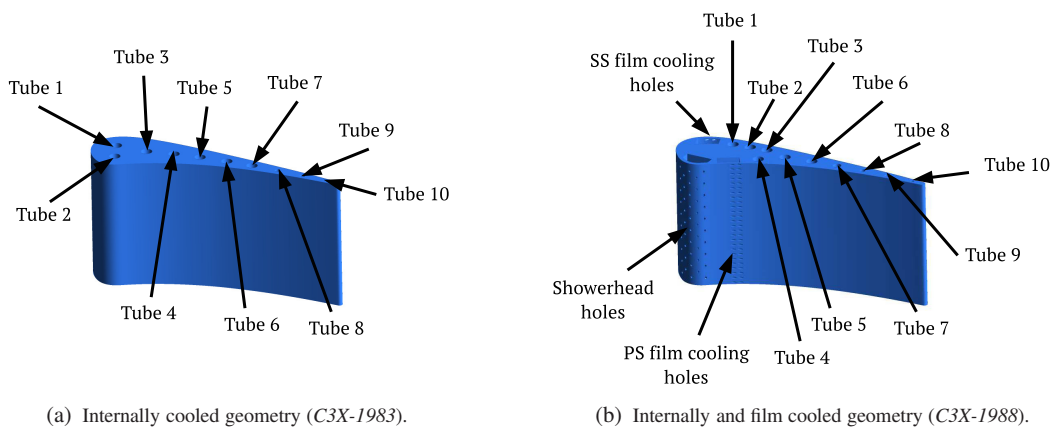 Tube 1
Tube 3
Tube 5
Tube 7
Tube 9
Tube 10
Tube 2
Tube 4
Tube 6
Tube 8
(a) Internally cooled geometry (C3X-1983).
Tube 1
SS film cooling
holes
Tube 2
Tube 3
Tube 6
Tube 8
Tube 10
Tube 9
Showerhead
holes
PS film cooling
holes
Tube 4
Tube 5
Tube 7
(b) Internally and film cooled geometry (C3X-1988).